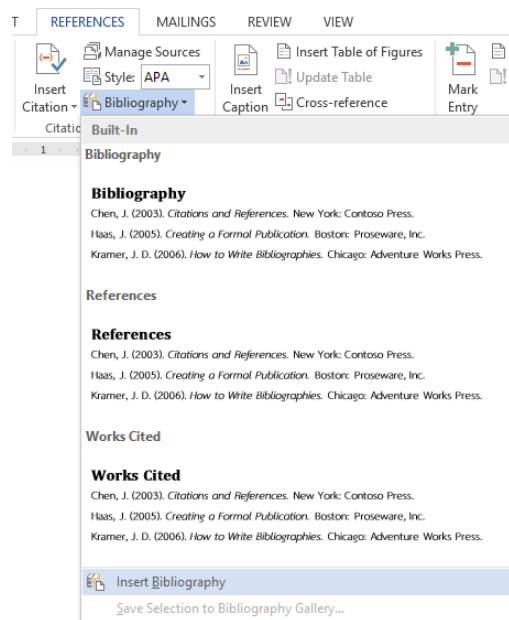 T REFERENCES MAILINGS REVIEW VIEW
Manage Sources
Style: APA
Bibliography
Insert
Citation
Insert
Caption
Insert Table of Figures
Update Table
Cross-reference
Mark
Entry
Citatio
1
Built-In
Bibliography
Bibliography
Chen, J. (2003). Citations and References. New York: Contoso Press.
Haas, J. (2005). Creating a Formal Publication. Boston: Proseware, Inc.
Kramer, J. D. (2006). How to Write Bibliographies. Chicago: Adventure Works Press.
References
References
Chen, J. (2003). Citations and References. New York: Contoso Press.
Haas, J. (2005). Creating a Formal Publication. Boston: Proseware, Inc.
Kramer, J. D. (2006). How to Write Bibliographies. Chicago: Adventure Works Press.
Works Cited
Works Cited
Chen, J. (2003). Citations and References. New York: Contoso Press.
Haas, J. (2005). Creating a Formal Publication. Boston: Proseware, Inc.
Kramer, J. D. (2006). How to Write Bibliographies. Chicago: Adventure Works Press.
Insert Bibliography
Save Selection to Bibliography Gallery...